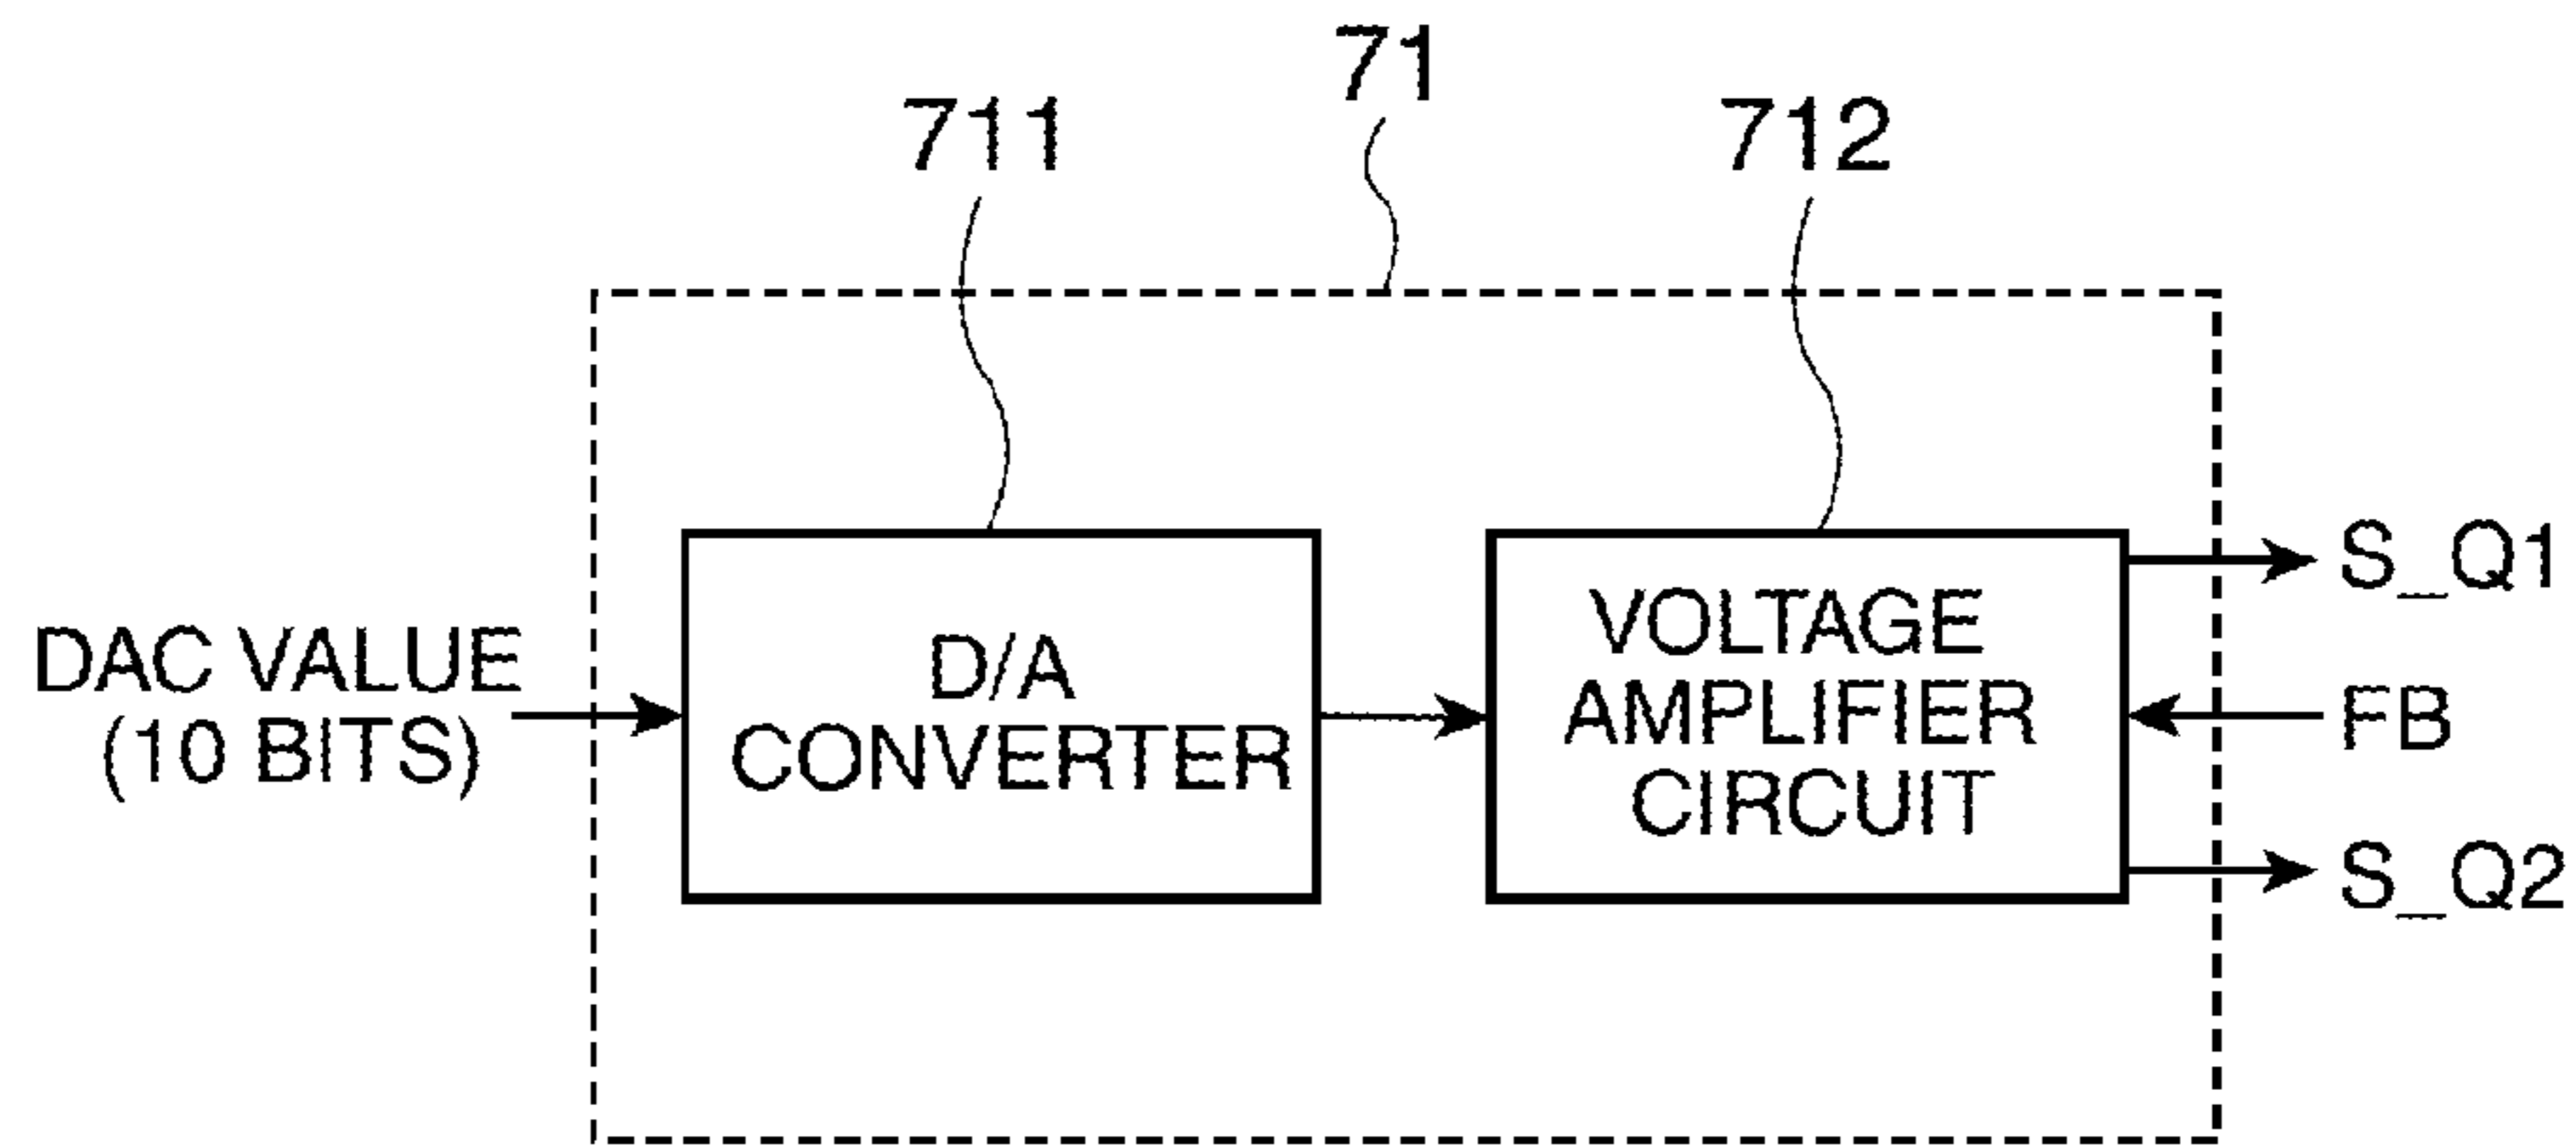 71
711
712
DAC VALUE
(10 BITS)
D/A
CONVERTER
VOLTAGE
AMPLIFIER
CIRCUIT
S_Q1
FB
S_Q2